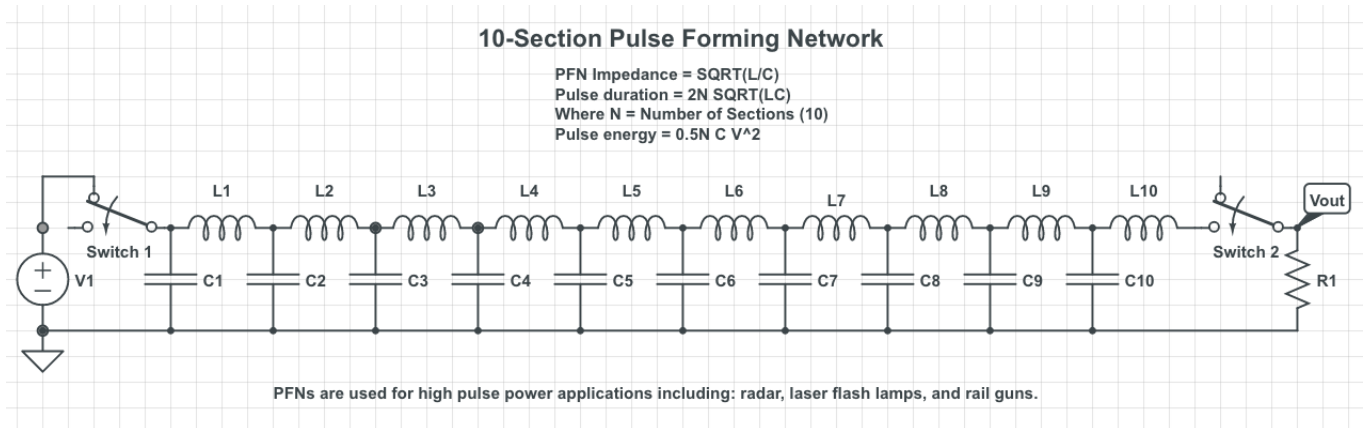 10-Section Pulse Forming Network
PFN Impedance = SQRT(L/C)
Pulse duration = 2N SQRT(LC)
Where N = Number of Sections (10)
Pulse energy = 0.5N C V^2
L1
L2
L3
L4
L5
L6
L7
L8
L9
L10
Vout
Switch 1
Switch 2
V1
C1
C2
C3
C4
C5
C6
C7
C8
C9
C10
R1
PFNs are used for high pulse power applications including: radar, laser flash lamps, and rail guns.